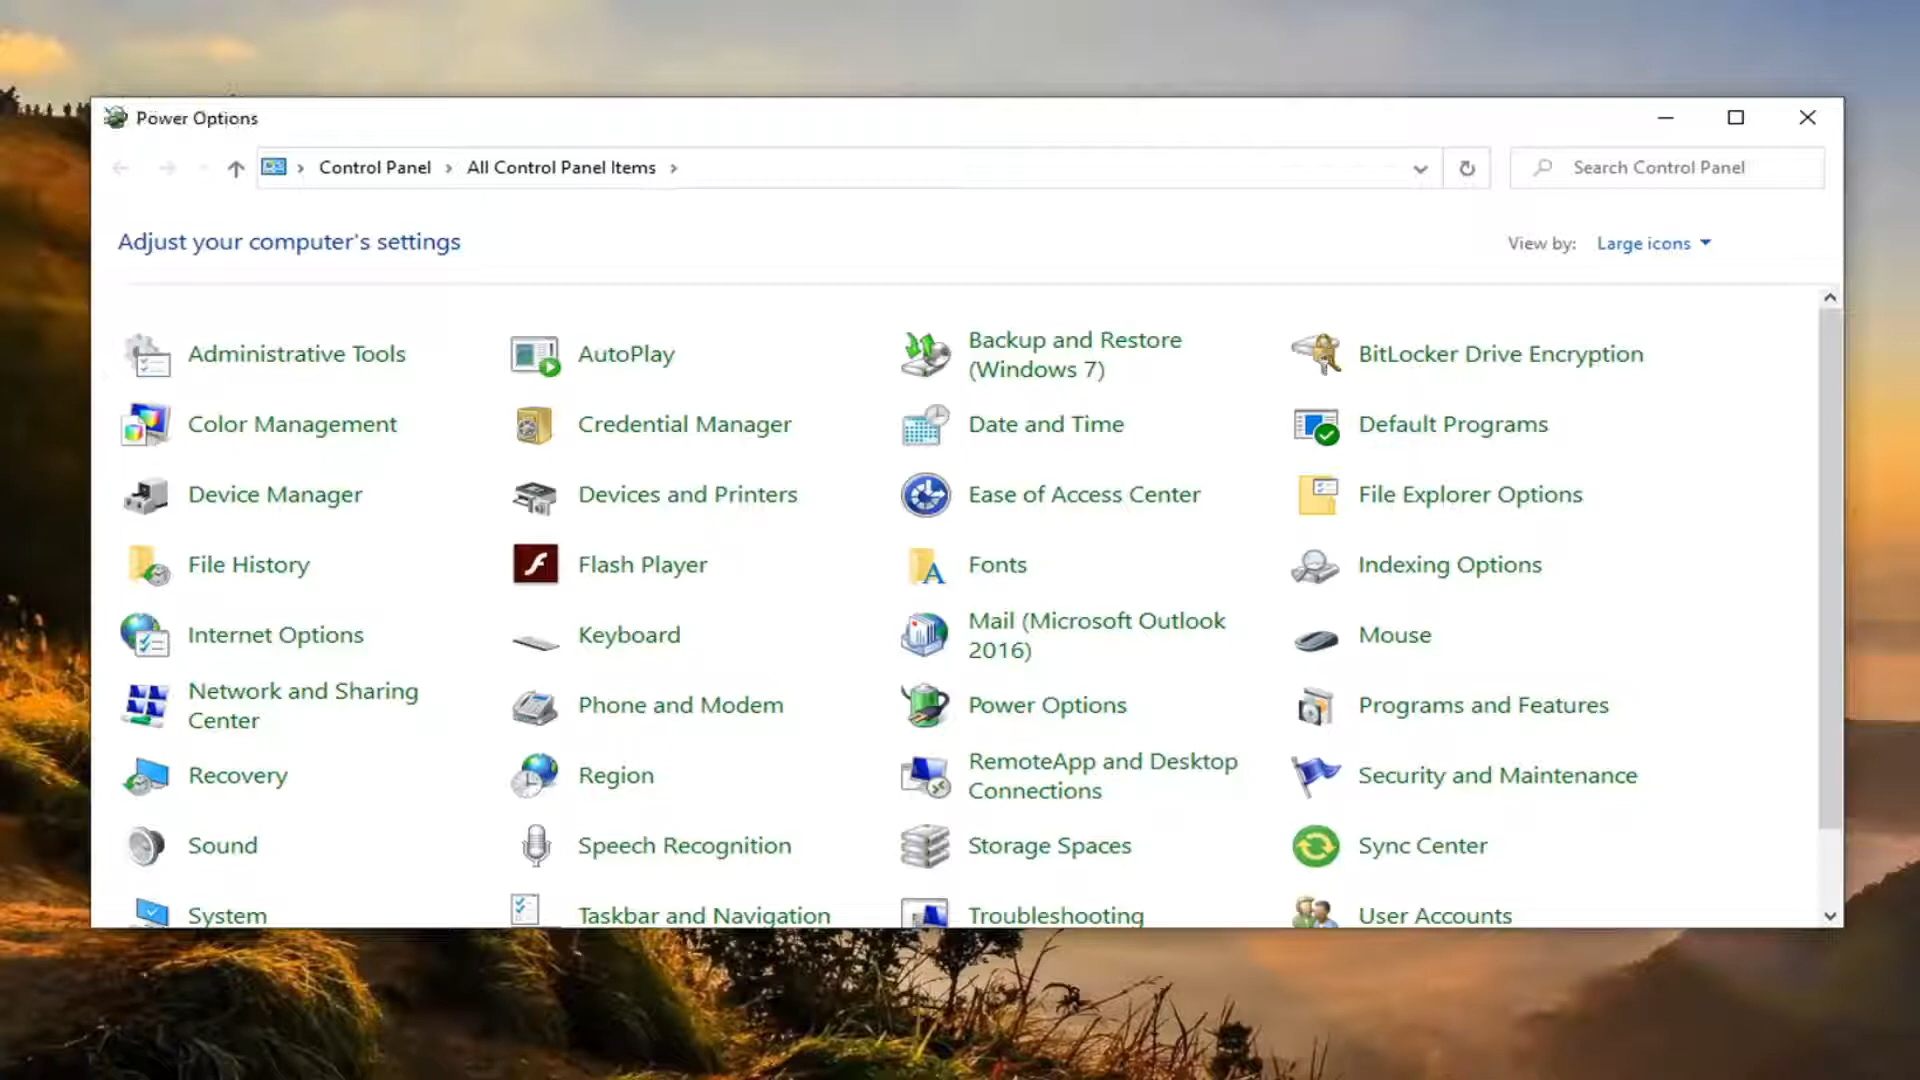 Power Options
Control Panel › All Control Panel Items ›
Search Control Panel
Adjust your computer's settings
View by: Large icons
Administrative Tools
AutoPlay
Backup and Restore
(Windows 7)
BitLocker Drive Encryption
Color Management
Credential Manager
Date and Time
Default Programs
Device Manager
Devices and Printers
Ease of Access Center
File Explorer Options
File History
Flash Player
Fonts
Indexing Options
Internet Options
Keyboard
Mail (Microsoft Outlook
2016)
Mouse
Network and Sharing
Center
Phone and Modem
Power Options
Programs and Features
Recovery
Region
RemoteApp and Desktop
Connections
Security and Maintenance
Sound
Speech Recognition
Storage Spaces
Sync Center
System
Taskbar and Navigation
Troubleshooting
User Accounts